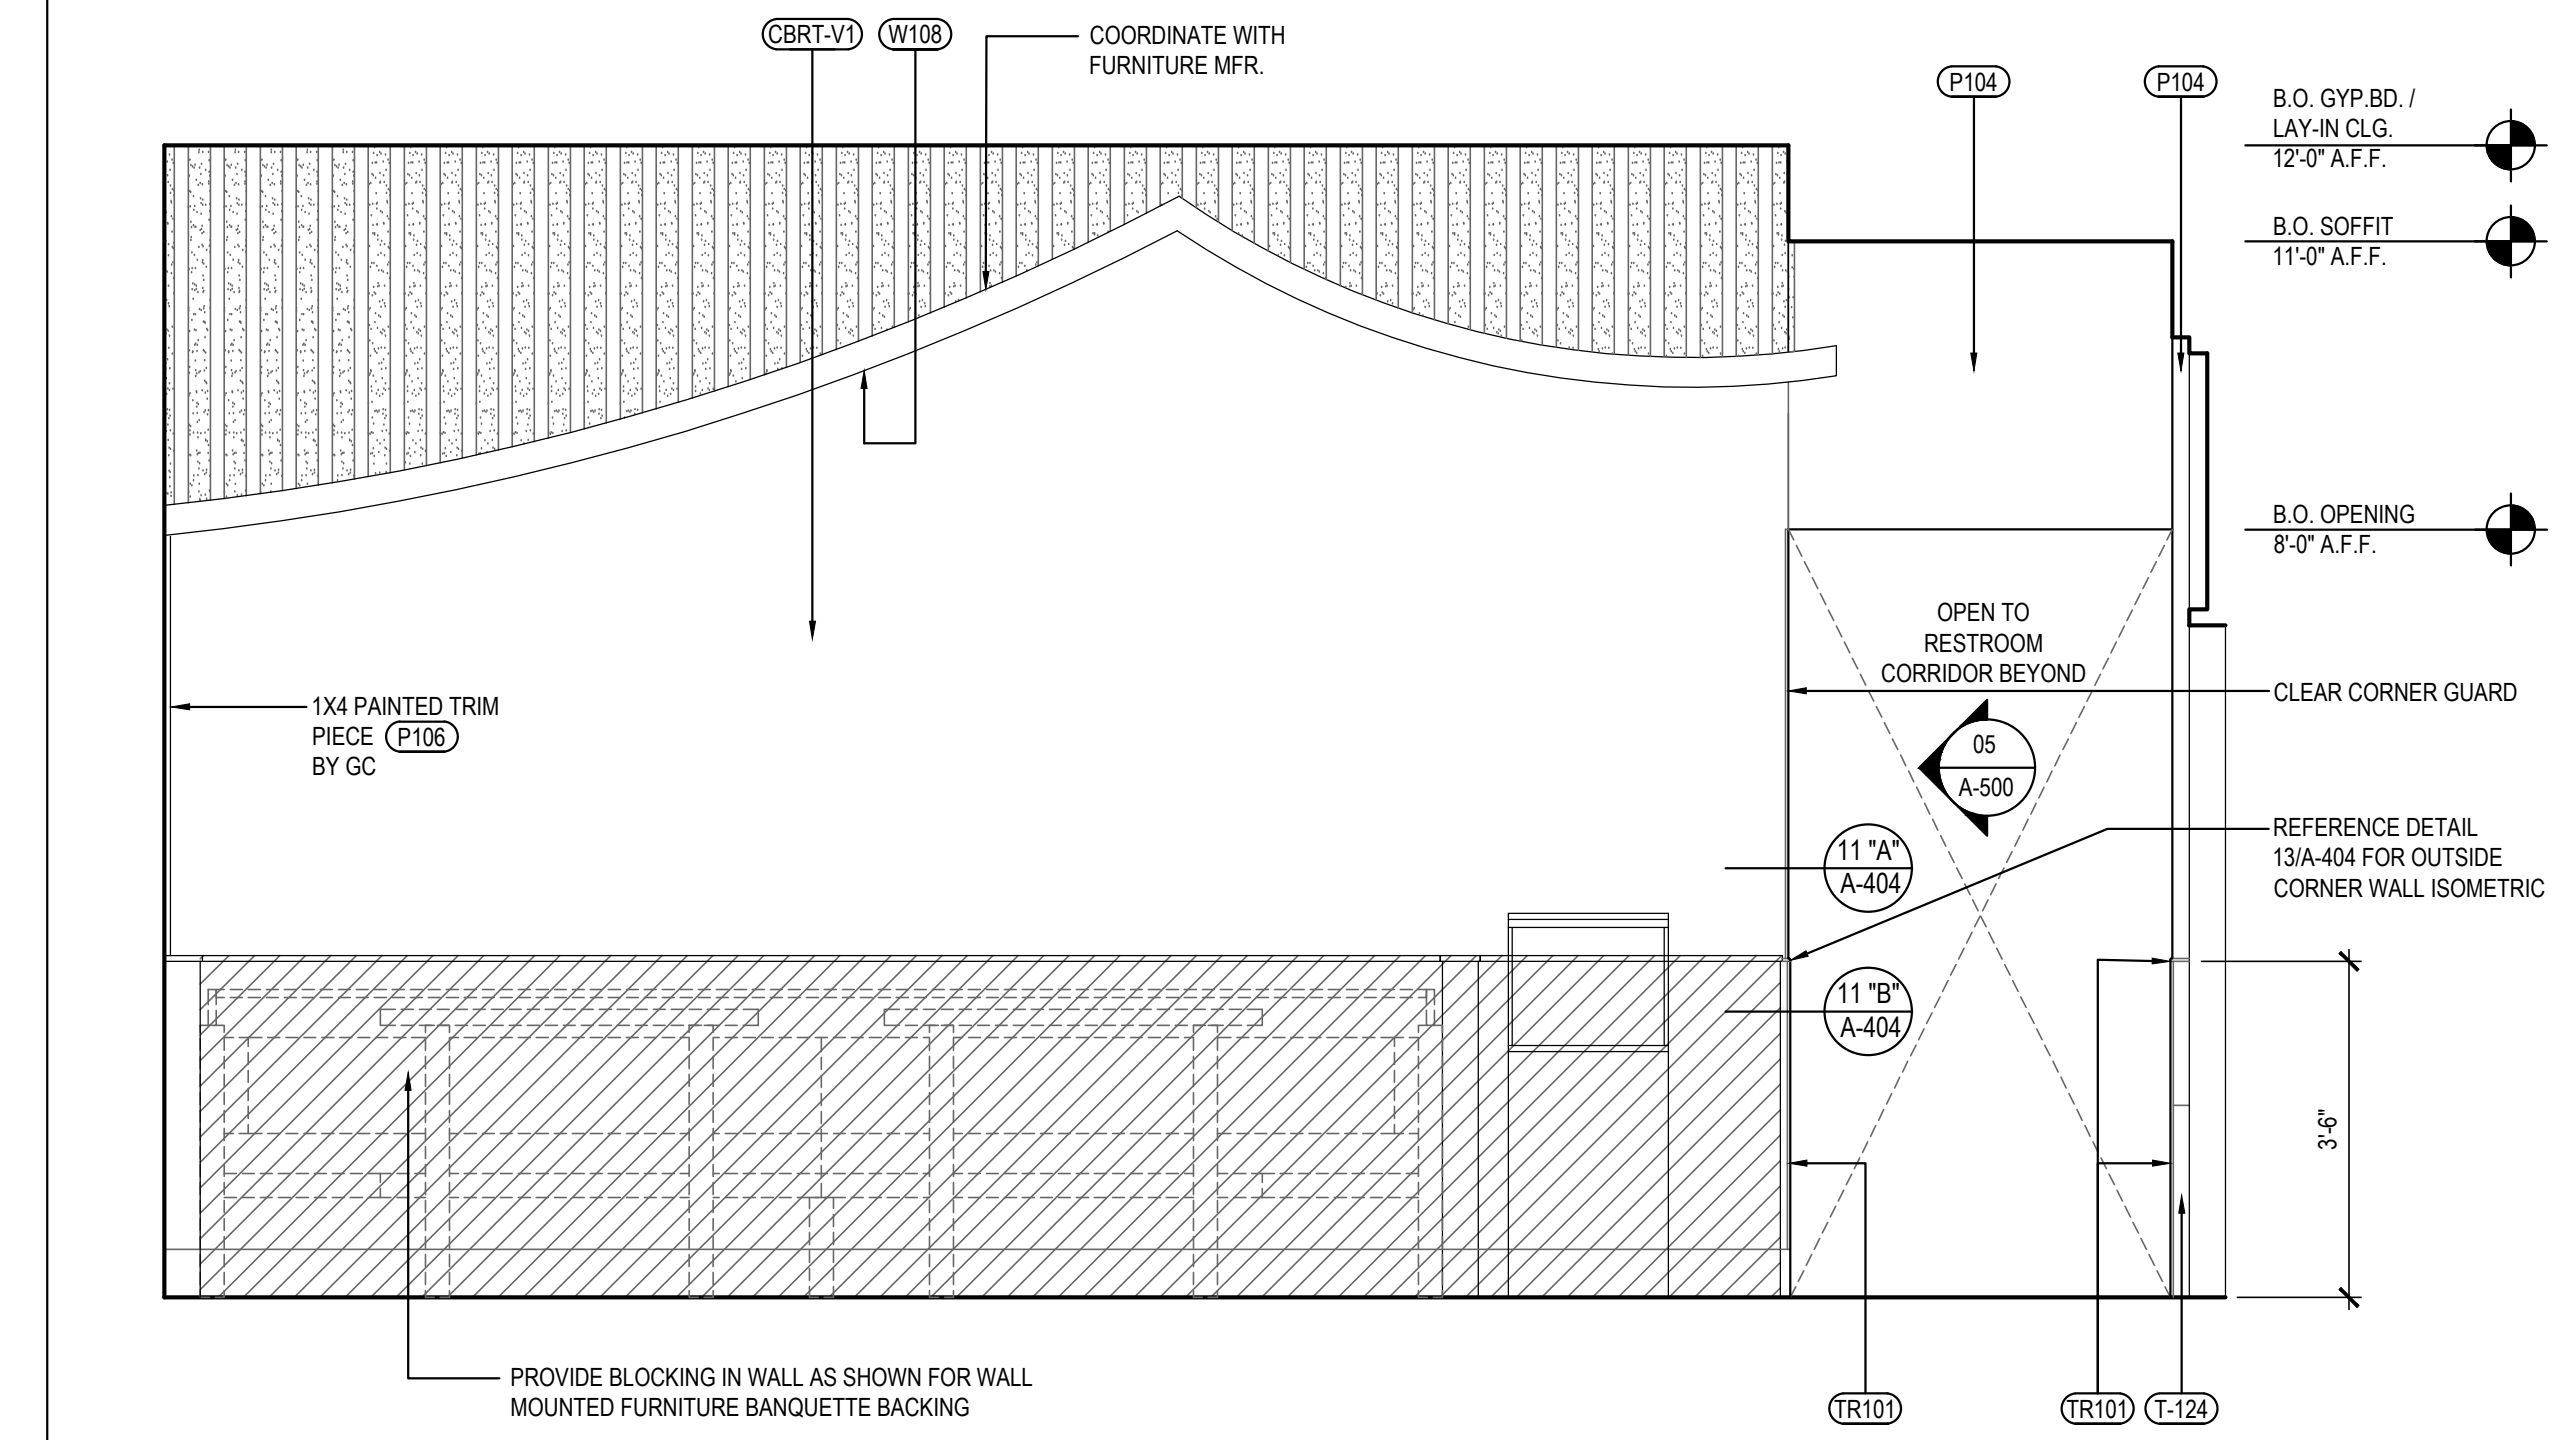 CBRT-V1
W108
COORDINATE WITH
FURNITURE MFR.
P104
P104
B.O. GYP.BD. /
LAY-IN CLG.
12'-0" A.F.F.
B.O. SOFFIT
11'-0" A.F.F.
B.O. OPENING
8'-0" A.F.F.
OPEN TO
RESTROOM
CORRIDOR BEYOND
CLEAR CORNER GUARD
1X4 PAINTED TRIM
PIECE P106
BY GC
05
A-500
REFERENCE DETAIL
13/A-404 FOR OUTSIDE
CORNER WALL ISOMETRIC
11 "A"
A-404
11 "B"
A-404
3'-6"
PROVIDE BLOCKING IN WALL AS SHOWN FOR WALL
MOUNTED FURNITURE BANQUETTE BACKING
TR101
TR101
T-124